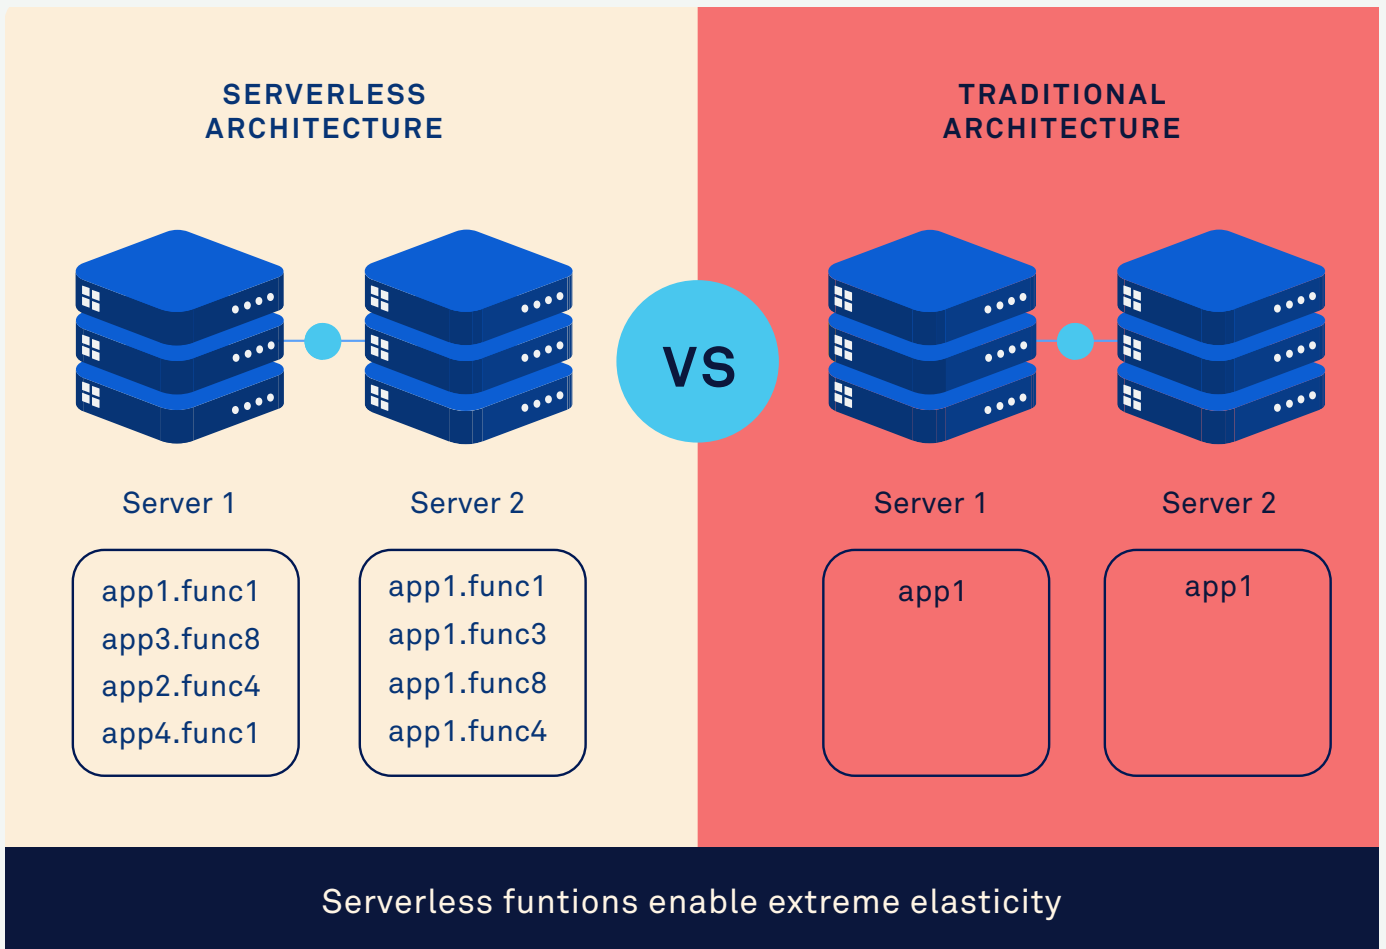 SERVERLESS
ARCHITECTURE
Server 1
Server 2
app1.func1
app3.func8
app2.func4
app4.func1
app1.func1
app1.func3
app1.func8
app1.func4
VS
TRADITIONAL
ARCHITECTURE
Server 1
Server 2
app1
app1
Serverless funtions enable extreme elasticity